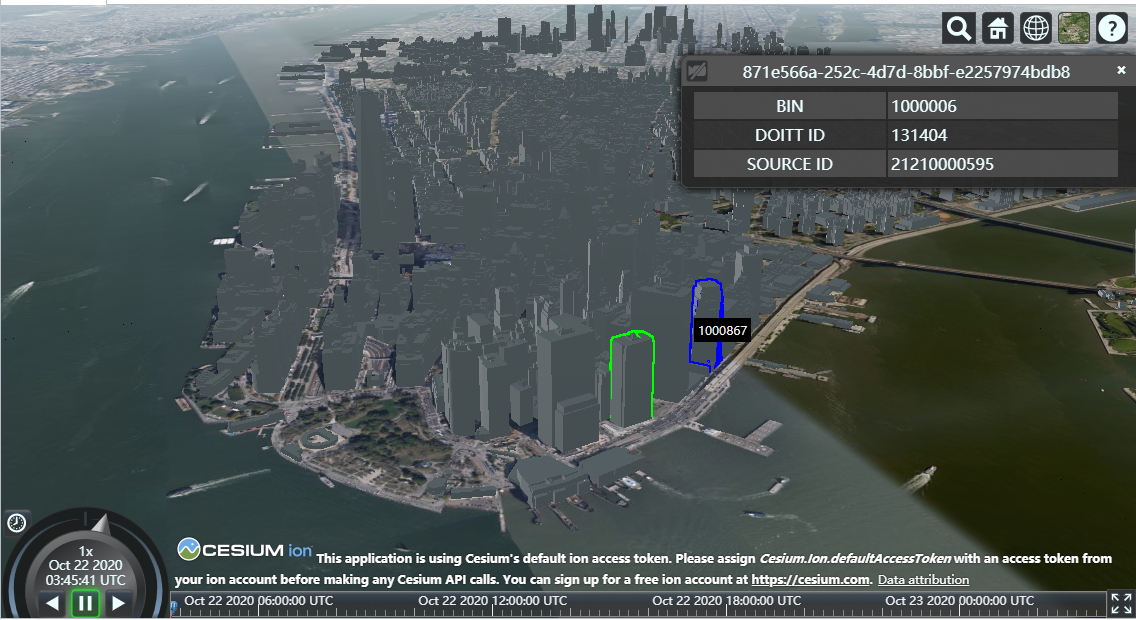 871e566a-252c-4d7d-8bbf-e2257974bdb8
BIN 1000006
DOITT ID 131404
SOURCE ID 21210000595
1000867
1x
Oct 22 2020
03:45:41 UTC
CESIUM ion This application is using Cesium's default ion access token. Please assign Cesium.Ion.defaultAccessToken with an access token from
your ion account before making any Cesium API calls. You can sign up for a free ion account at https://cesium.com. Data attribution
Oct 22 2020 06:00:00 UTC Oct 22 2020 12:00:00 UTC Oct 22 2020 18:00:00 UTC Oct 23 2020 00:00:00 UTC